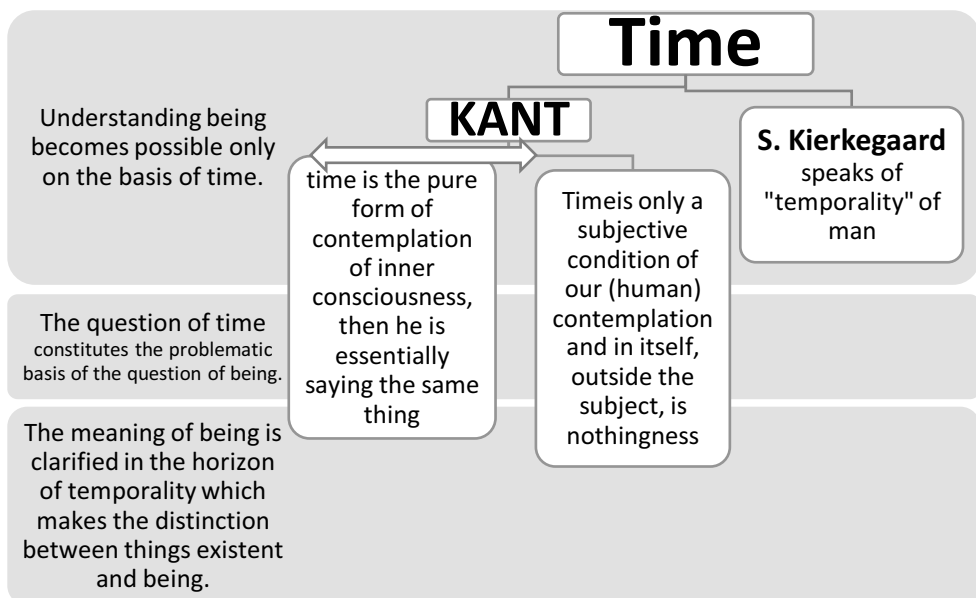 Time
KANT
S. Kierkegaard
speaks of
"temporality" of
man
Understanding being
becomes possible only
on the basis of time.
time is the pure
form of
contemplation
of inner
consciousness,
then he is
essentially
saying the same
thing
Timeis only a
subjective
condition of
our (human)
contemplation
and in itself,
outside the
subject, is
nothingness
The question of time
constitutes the problematic
basis of the question of being.
The meaning of being is
clarified in the horizon
of temporality which
makes the distinction
between things existent
and being.